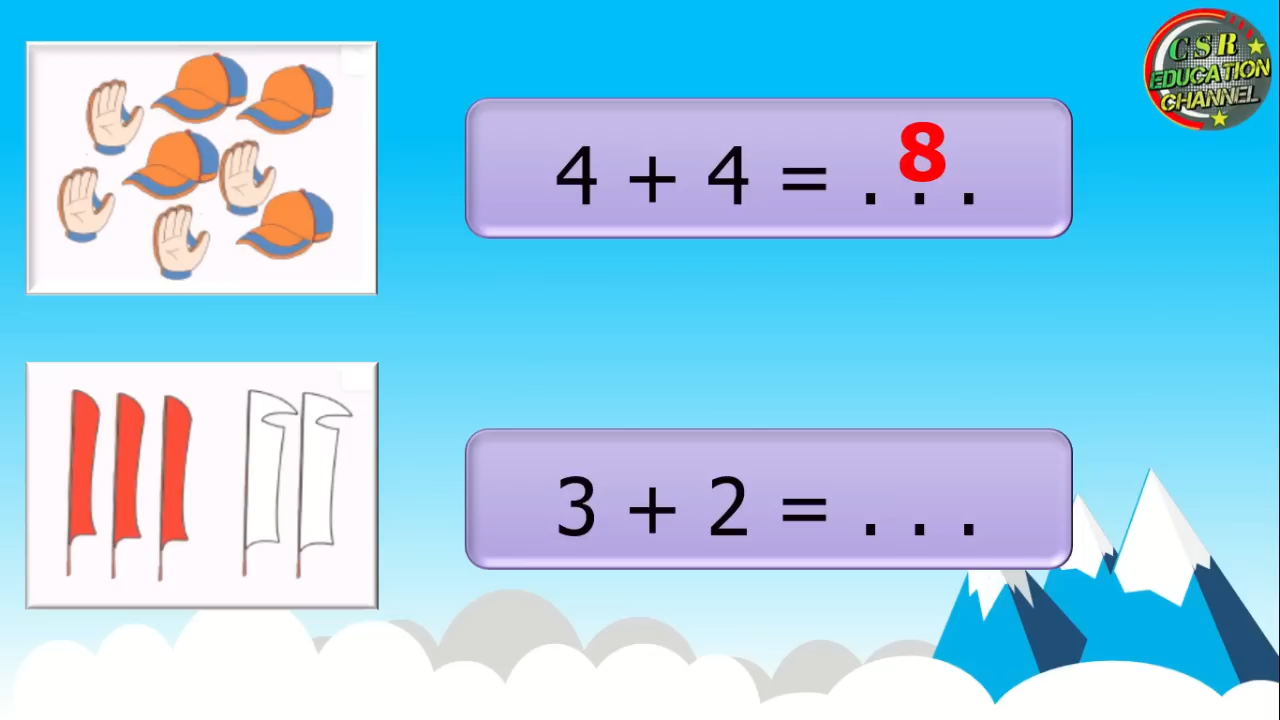 CSR
EDUCATION
CHANNEL
4 + 4 = . . .
8
3 + 2 = . . .